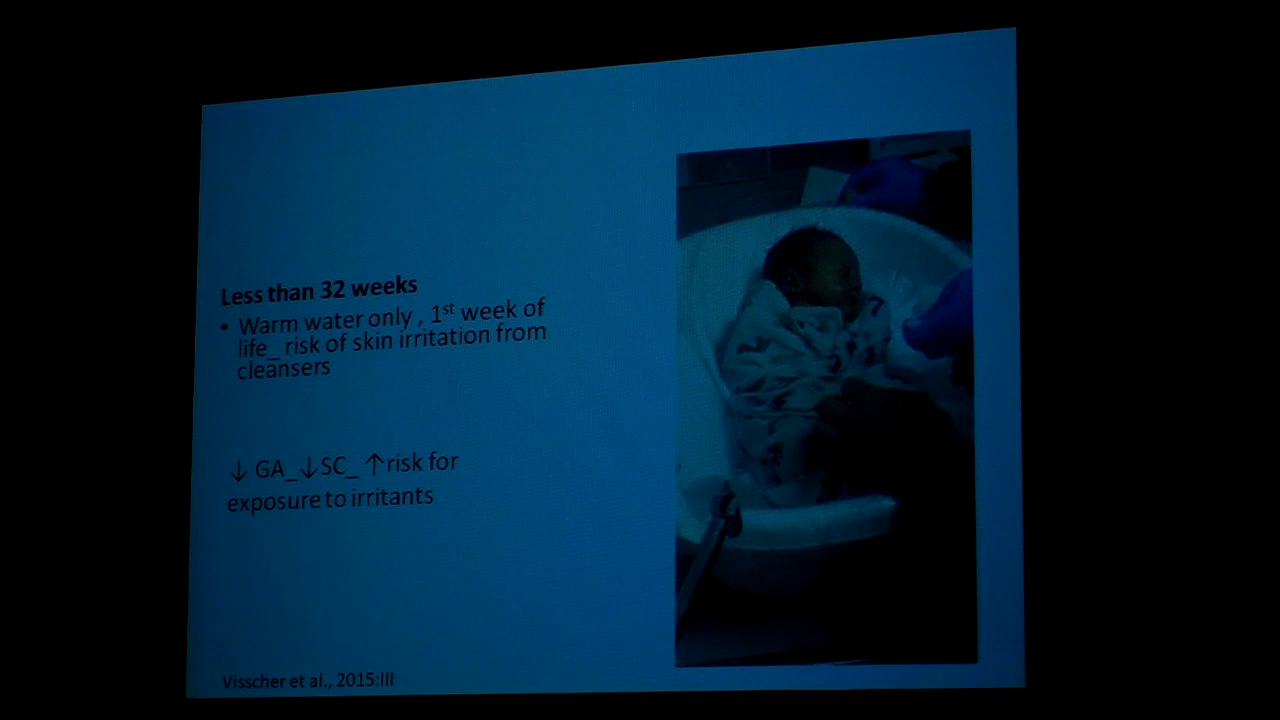 Less than 32 weeks
• Warm water only , 1st week of
life_ risk of skin irritation from
cleansers
↓ GA_↓SC_ ↑risk for
exposure to irritants
Visscher et al., 2015:III